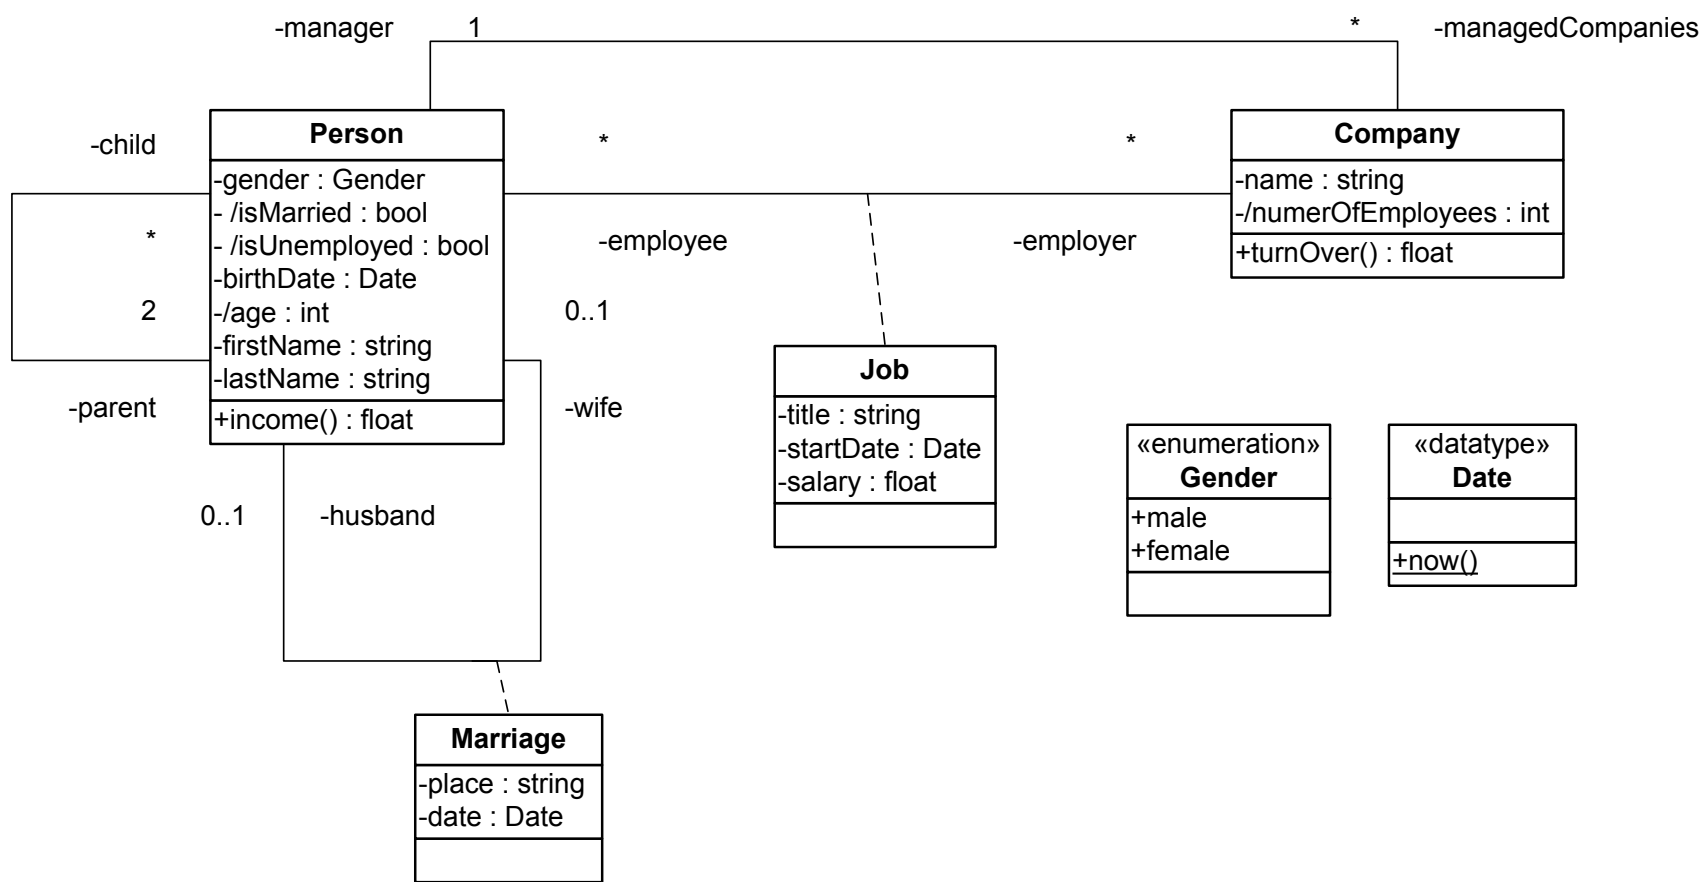 -manager 1 * -managedCompanies
Person
-gender : Gender
- /isMarried : bool
- /isUnemployed : bool
-birthDate : Date
-/age : int
-firstName : string
-lastName : string
+income() : float
-child
*
2
-parent
* *
-employee -employer
0..1
-wife
0..1 -husband
Company
-name : string
-/numerOfEmployees : int
+turnOver() : float
Job
-title : string
-startDate : Date
-salary : float
«enumeration»
Gender
+male
+female
«datatype»
Date
+now()
Marriage
-place : string
-date : Date